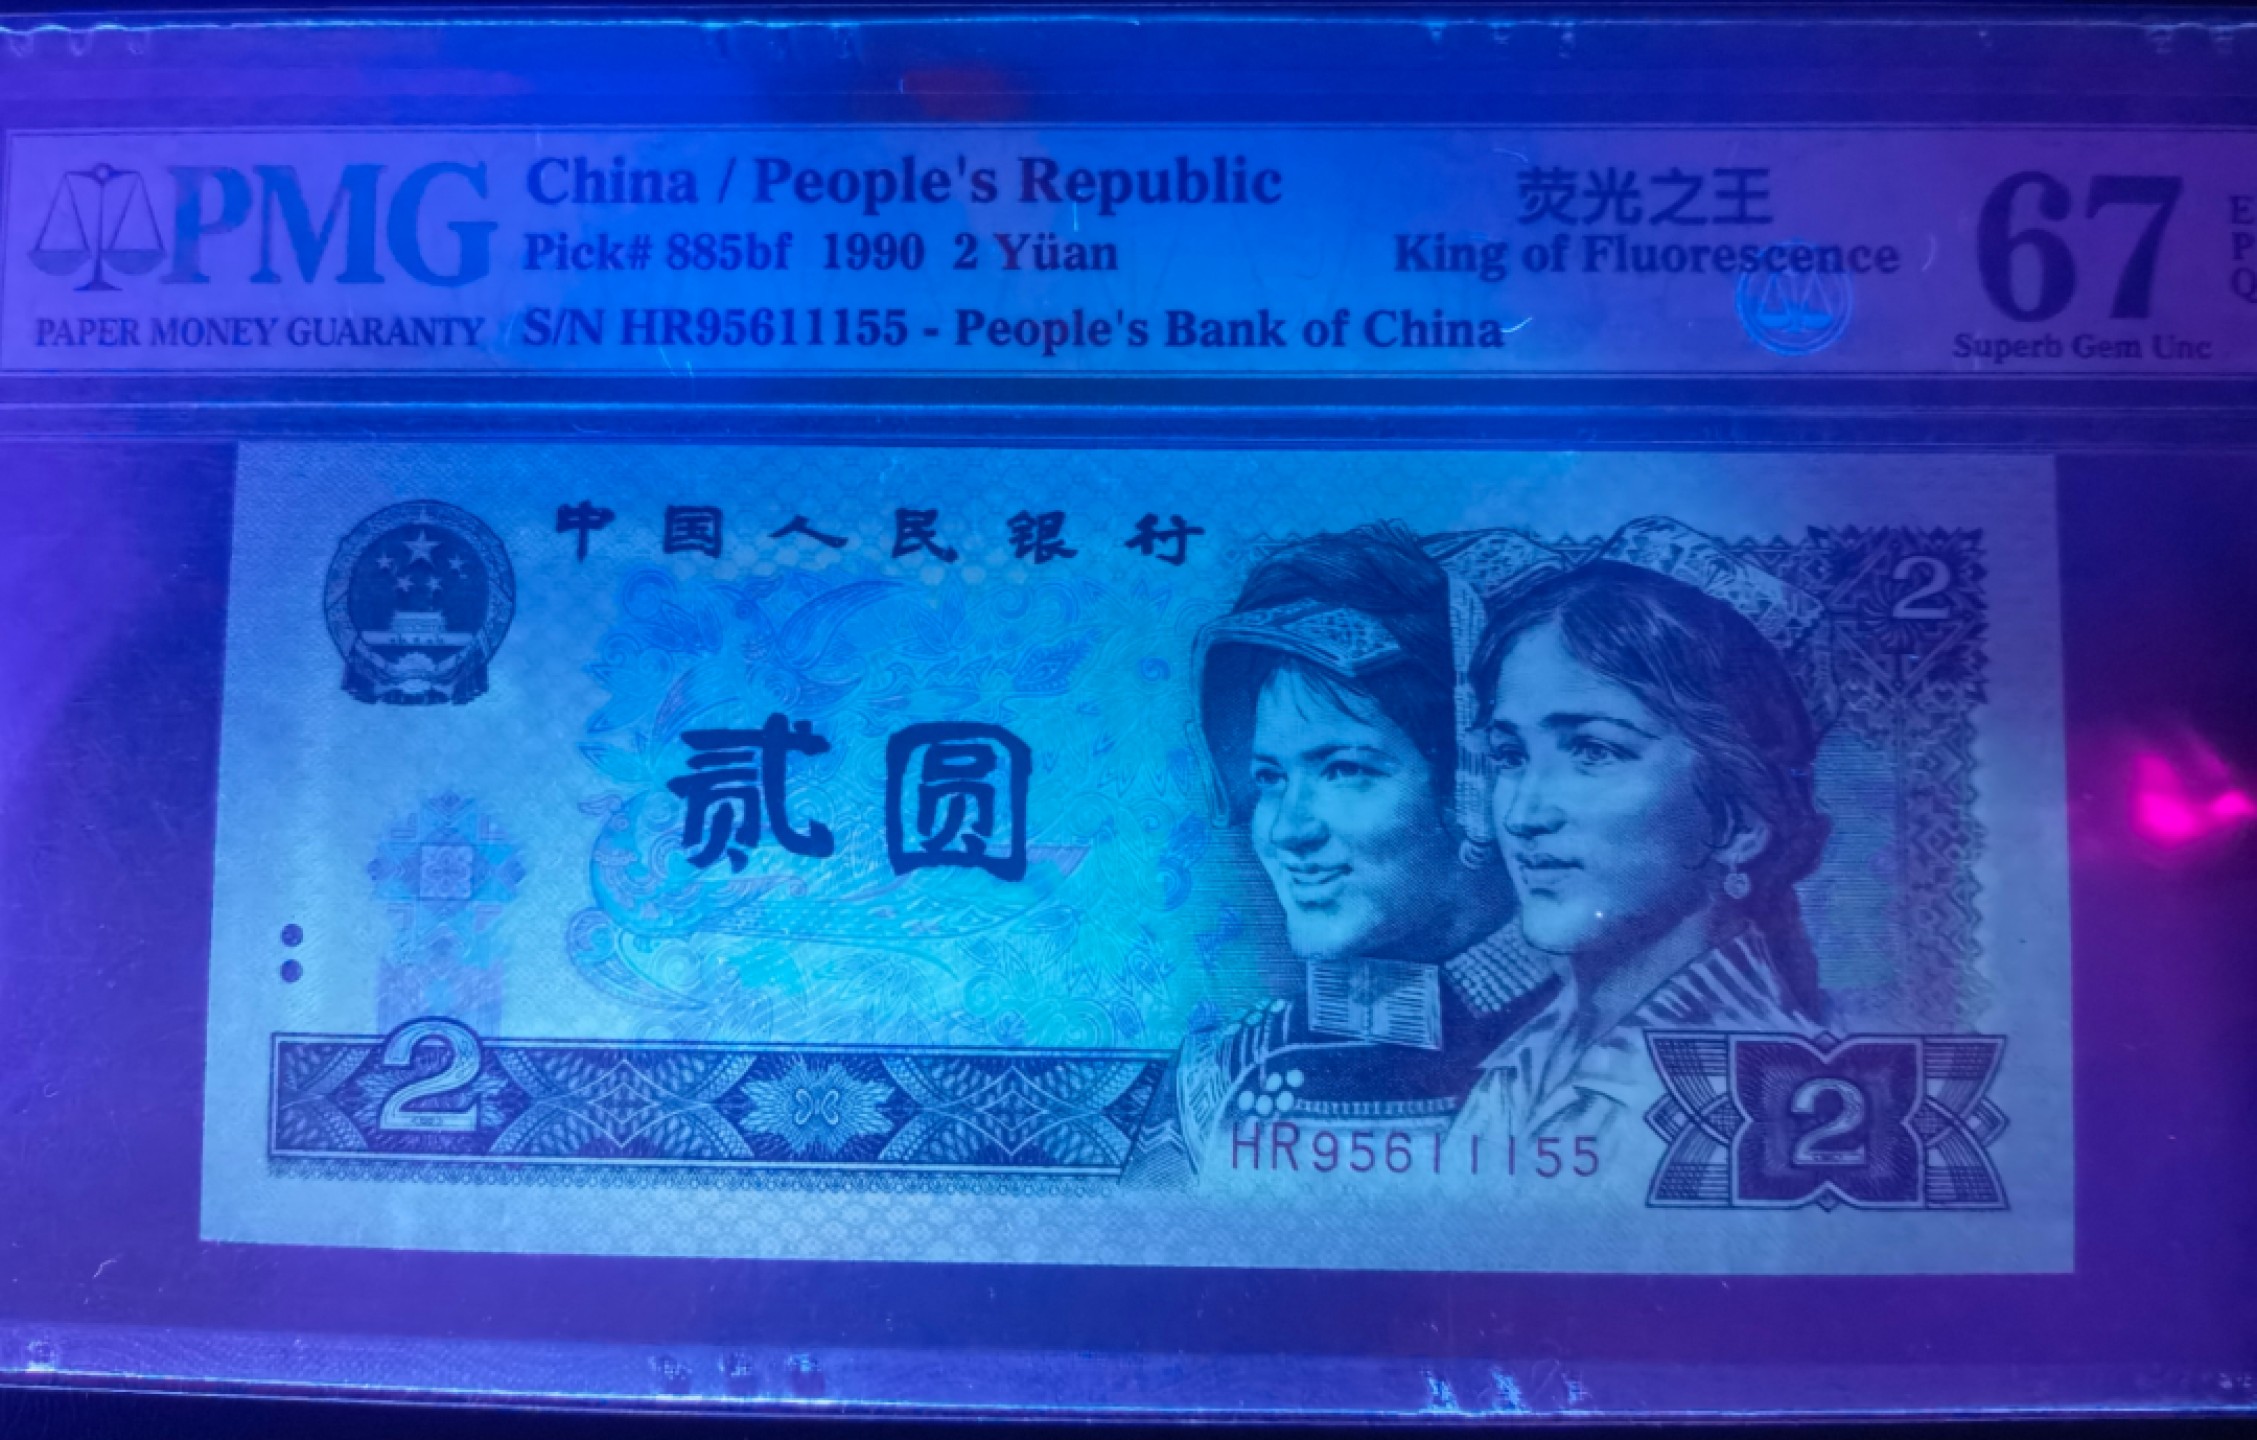 PMG
PAPER MONEY GUARANTY
China / People's Republic
Pick# 885bf 1990 2 Yüan
S/N HR95611155 - People's Bank of China
荧光之王
King of Fluorescence
67
Superb Gem Unc
E
P
Q
中国人民银行
2
贰圆
2
HR95611155
2